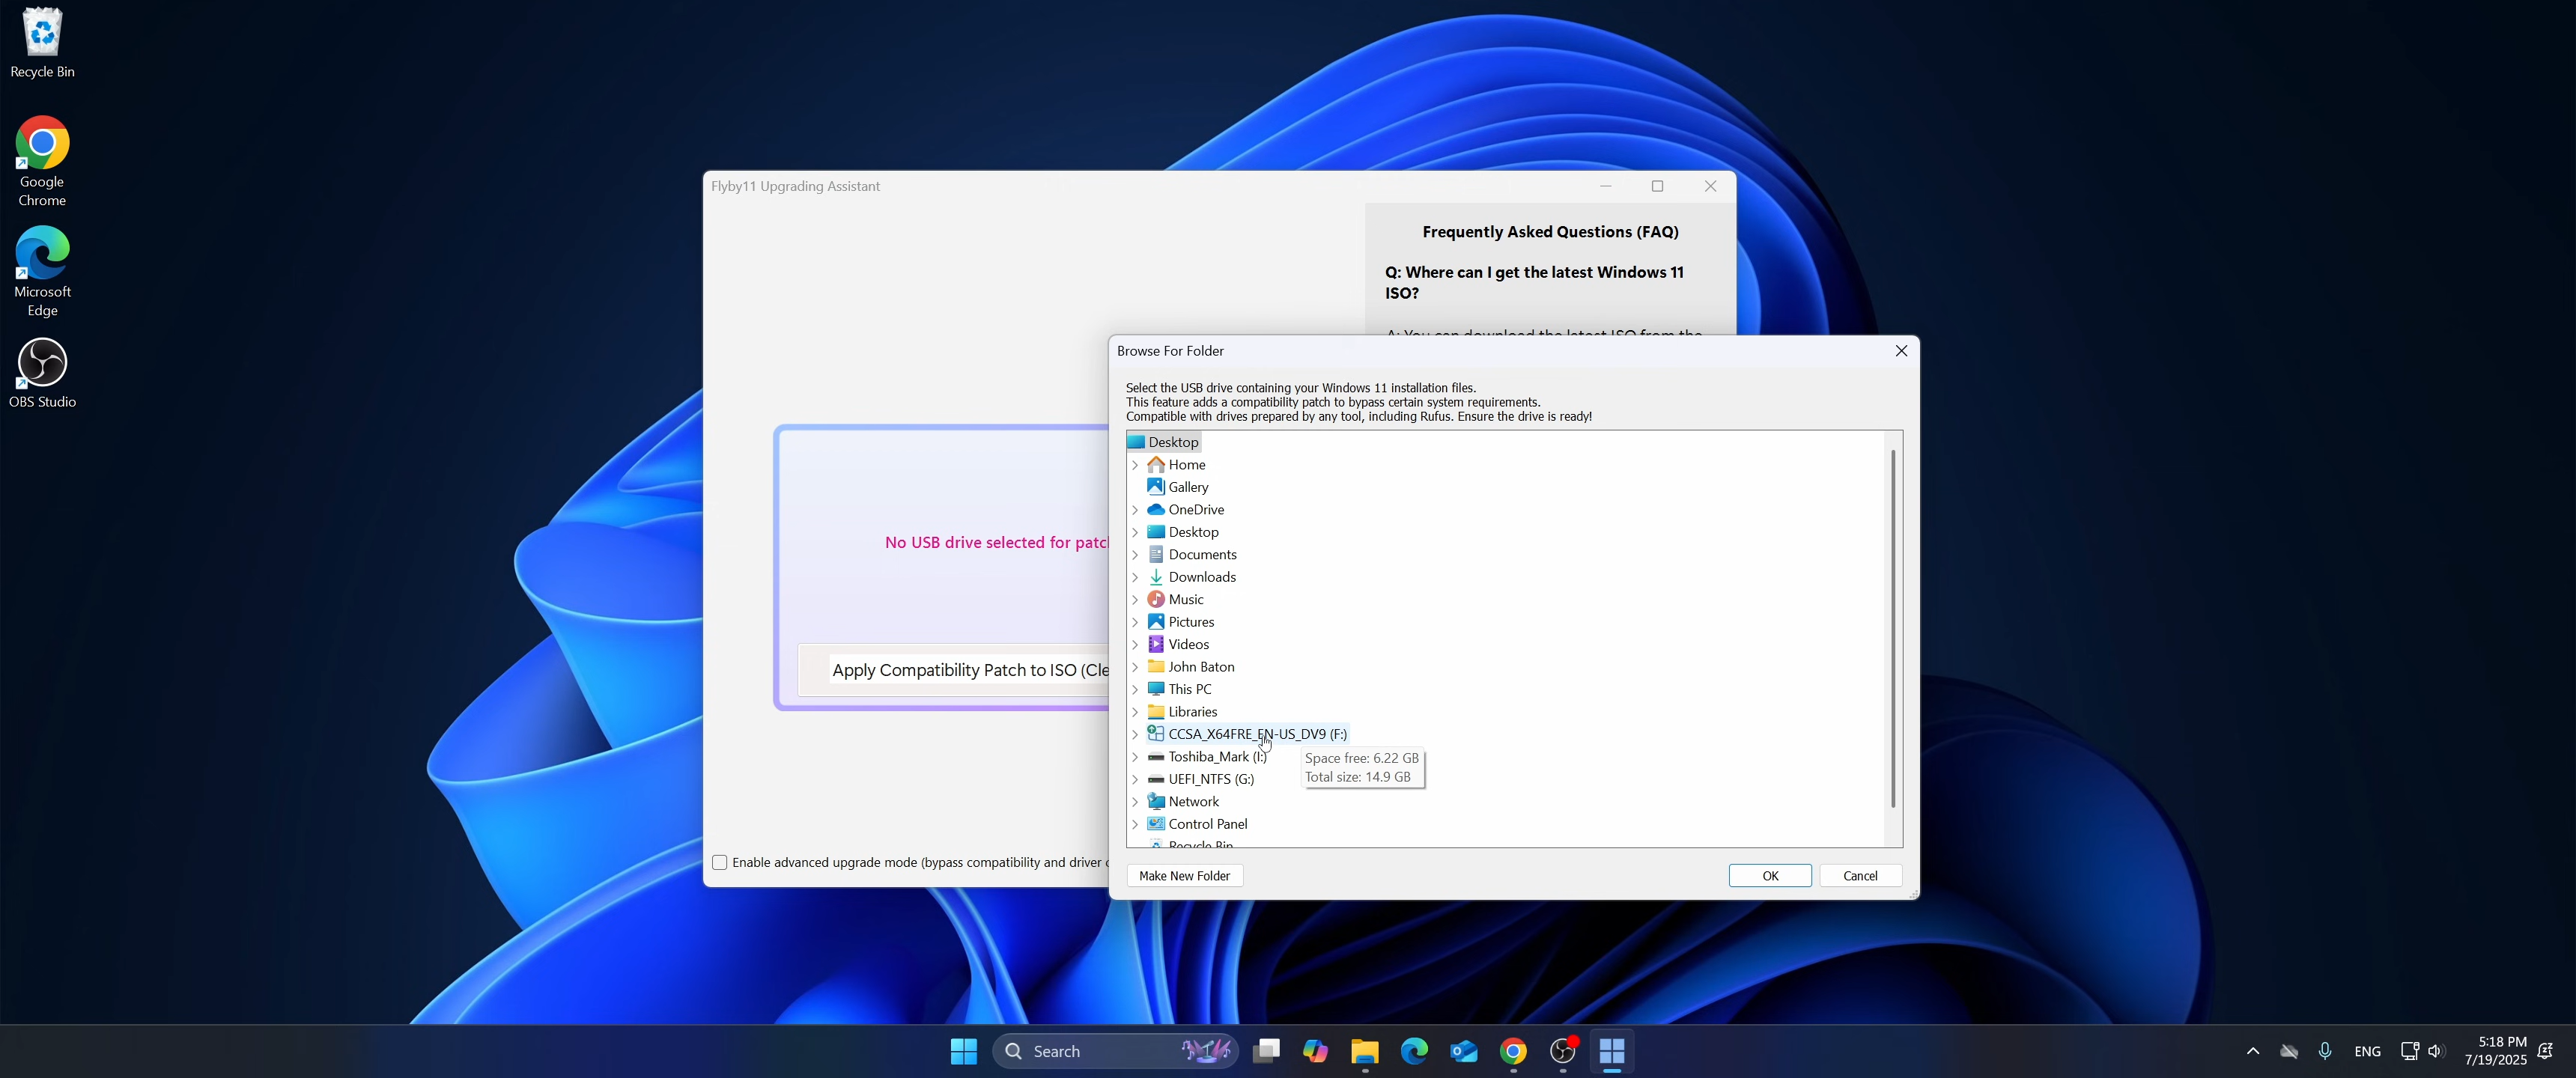 Recycle Bin
Google
Chrome
Microsoft
Edge
OBS Studio
Flyby11 Upgrading Assistant
Frequently Asked Questions (FAQ)
Q: Where can I get the latest Windows 11
ISO?
A: You can download the latest ISO from the
No USB drive selected for patc
Apply Compatibility Patch to ISO (Cle
Enable advanced upgrade mode (bypass compatibility and driver
Browse For Folder
Select the USB drive containing your Windows 11 installation files.
This feature adds a compatibility patch to bypass certain system requirements.
Compatible with drives prepared by any tool, including Rufus. Ensure the drive is ready!
Desktop
Home
Gallery
OneDrive
Desktop
Documents
Downloads
Music
Pictures
Videos
John Baton
This PC
Libraries
CCSA_X64FRE_EN-US_DV9 (F:)
Toshiba_Mark (I:)
Space free: 6.22 GB
Total size: 14.9 GB
UEFI_NTFS (G:)
Network
Control Panel
Recycle Bin
Make New Folder
OK
Cancel
Search
ENG
5:18 PM
7/19/2025